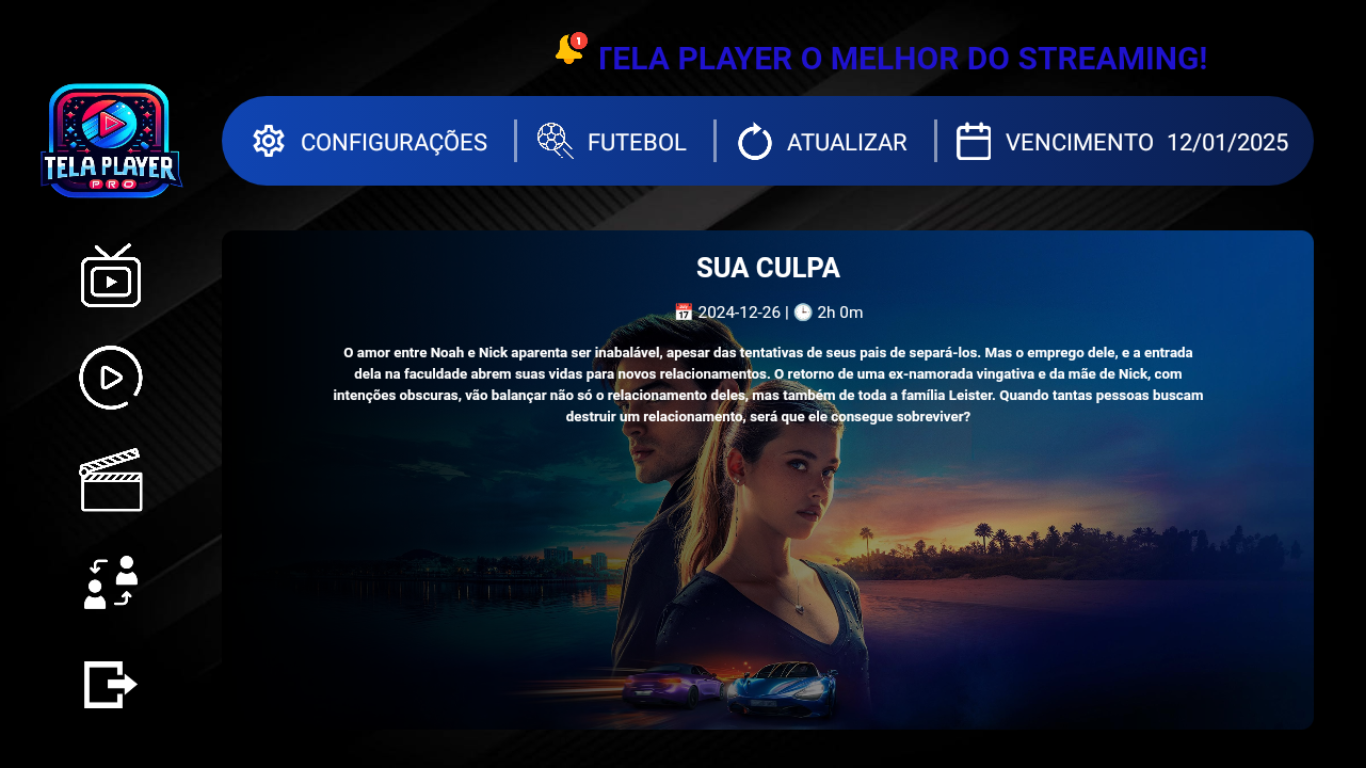 1
TELA PLAYER O MELHOR DO STREAMING!
TELA PLAYER
PRO
CONFIGURAÇÕES
FUTEBOL
ATUALIZAR
VENCIMENTO 12/01/2025
SUA CULPA
2024-12-26 | 2h 0m
O amor entre Noah e Nick aparenta ser inabalável, apesar das tentativas de seus pais de separá-los. Mas o emprego dele, e a entrada
dela na faculdade abrem suas vidas para novos relacionamentos. O retorno de uma ex-namorada vingativa e da mãe de Nick, com
intenções obscuras, vão balançar não só o relacionamento deles, mas também de toda a família Leister. Quando tantas pessoas buscam
destruir um relacionamento, será que ele consegue sobreviver?